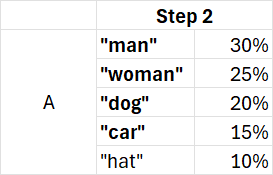 Step 2
A
"man" 30%
"woman" 25%
"dog" 20%
"car" 15%
"hat" 10%